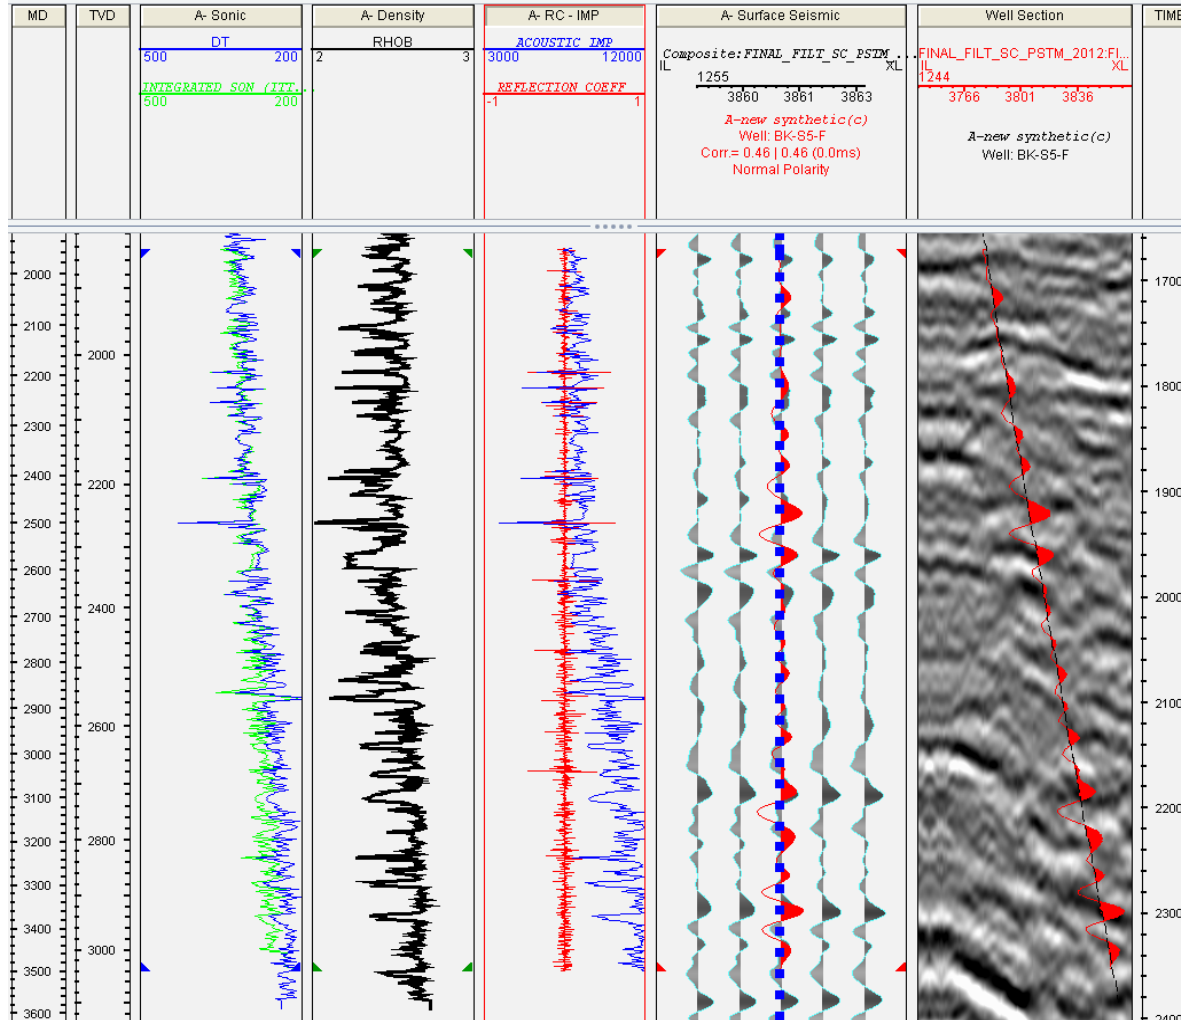 MD
TVD
A- Sonic
A- Density
A- RC - IMP
A- Surface Seismic
Well Section
TIME
DT
500 200
INTEGRATED SON (ITT...
500 200
RHOB
2 3
ACOUSTIC IMP
3000 12000
REFLECTION COEFF
-1 1
Composite:FINAL_FILT_SC_PSTM ...
IL XL
1255
3860 3861 3863
A-new synthetic(c)
Well: BK-S5-F
Corr.= 0.46 | 0.46 (0.0ms)
Normal Polarity
FINAL_FILT_SC_PSTM_2012:FI...
IL XL
1244
3766 3801 3836
A-new synthetic(c)
Well: BK-S5-F
2000
2100
2200
2300
2400
2500
2600
2700
2800
2900
3000
3100
3200
3300
3400
3500
3600
2000
2200
2400
2600
2800
3000
1700
1800
1900
2000
2100
2200
2300
2400